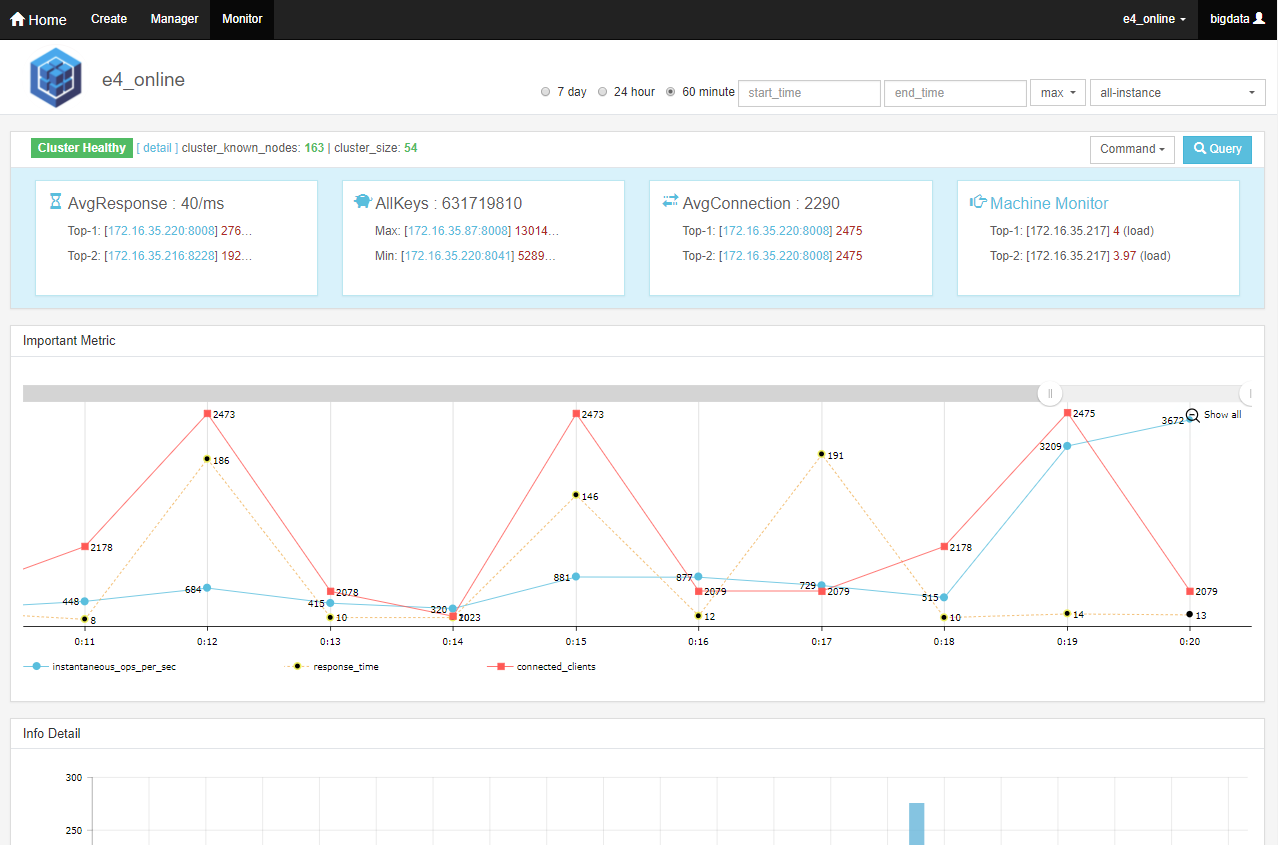 Home Create Manager Monitor e4_online bigdata
e4_online
7 day 24 hour 60 minute start_time end_time max all-instance
Cluster Healthy [ detail ] cluster_known_nodes: 163 | cluster_size: 54 Command Query
AvgResponse : 40/ms
Top-1: [172.16.35.220:8008] 276...
Top-2: [172.16.35.216:8228] 192...
AllKeys : 631719810
Max: [172.16.35.87:8008] 13014...
Min: [172.16.35.220:8041] 5289...
AvgConnection : 2290
Top-1: [172.16.35.220:8008] 2475
Top-2: [172.16.35.220:8008] 2475
Machine Monitor
Top-1: [172.16.35.217] 4 (load)
Top-2: [172.16.35.217] 3.97 (load)
Important Metric
2473 2473 2475 3672 Show all
186 146 191 3209
2178 2178
2078 2079 2079 2079
448 684 415 320 881 877 729 515
8 10 1023 12 10 14 13
0:11 0:12 0:13 0:14 0:15 0:16 0:17 0:18 0:19 0:20
instantaneous_ops_per_sec response_time connected_clients
Info Detail
300
250